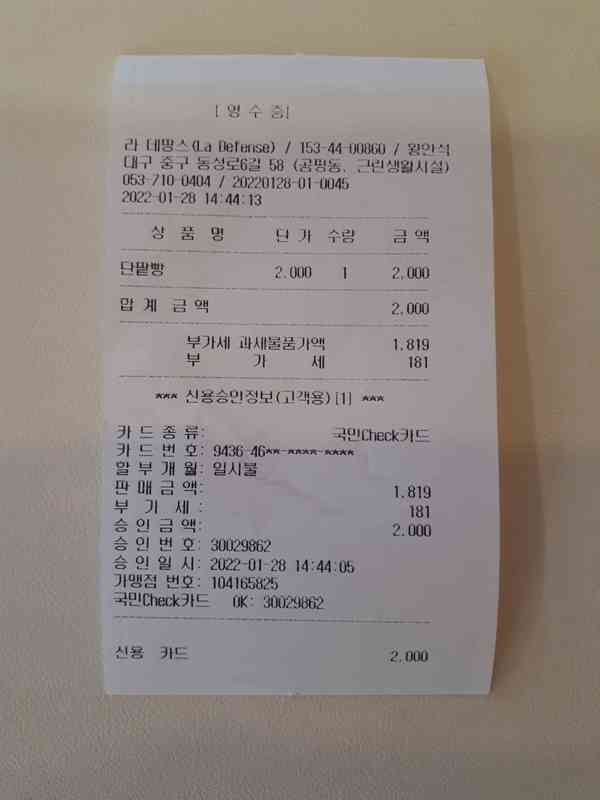 [ 영 수 증]
라 데팡스(La Defense) / 153-44-00860 / 왕안석
대구 중구 동성로6길 58 (공평동, 근린생활시설)
053-710-0404 / 20220128-01-0045
2022-01-28 14:44:13
상 품 명 단 가 수량 금 액
단팥빵 2,000 1 2,000
합 계 금 액 2,000
부가세 과세물품가액 1,819
부 가 세 181
*** 신용승인정보(고객용)[1] ***
카 드 종 류: 국민Check카드
카 드 번 호: 9436-46**-****-****
할 부 개 월: 일시불
판 매 금 액: 1,819
부 가 세 : 181
승 인 금 액: 2,000
승 인 번 호: 30029862
승 인 일 시: 2022-01-28 14:44:05
가맹점 번호: 104165825
국민Check카드 OK: 30029862
신용 카드 2,000